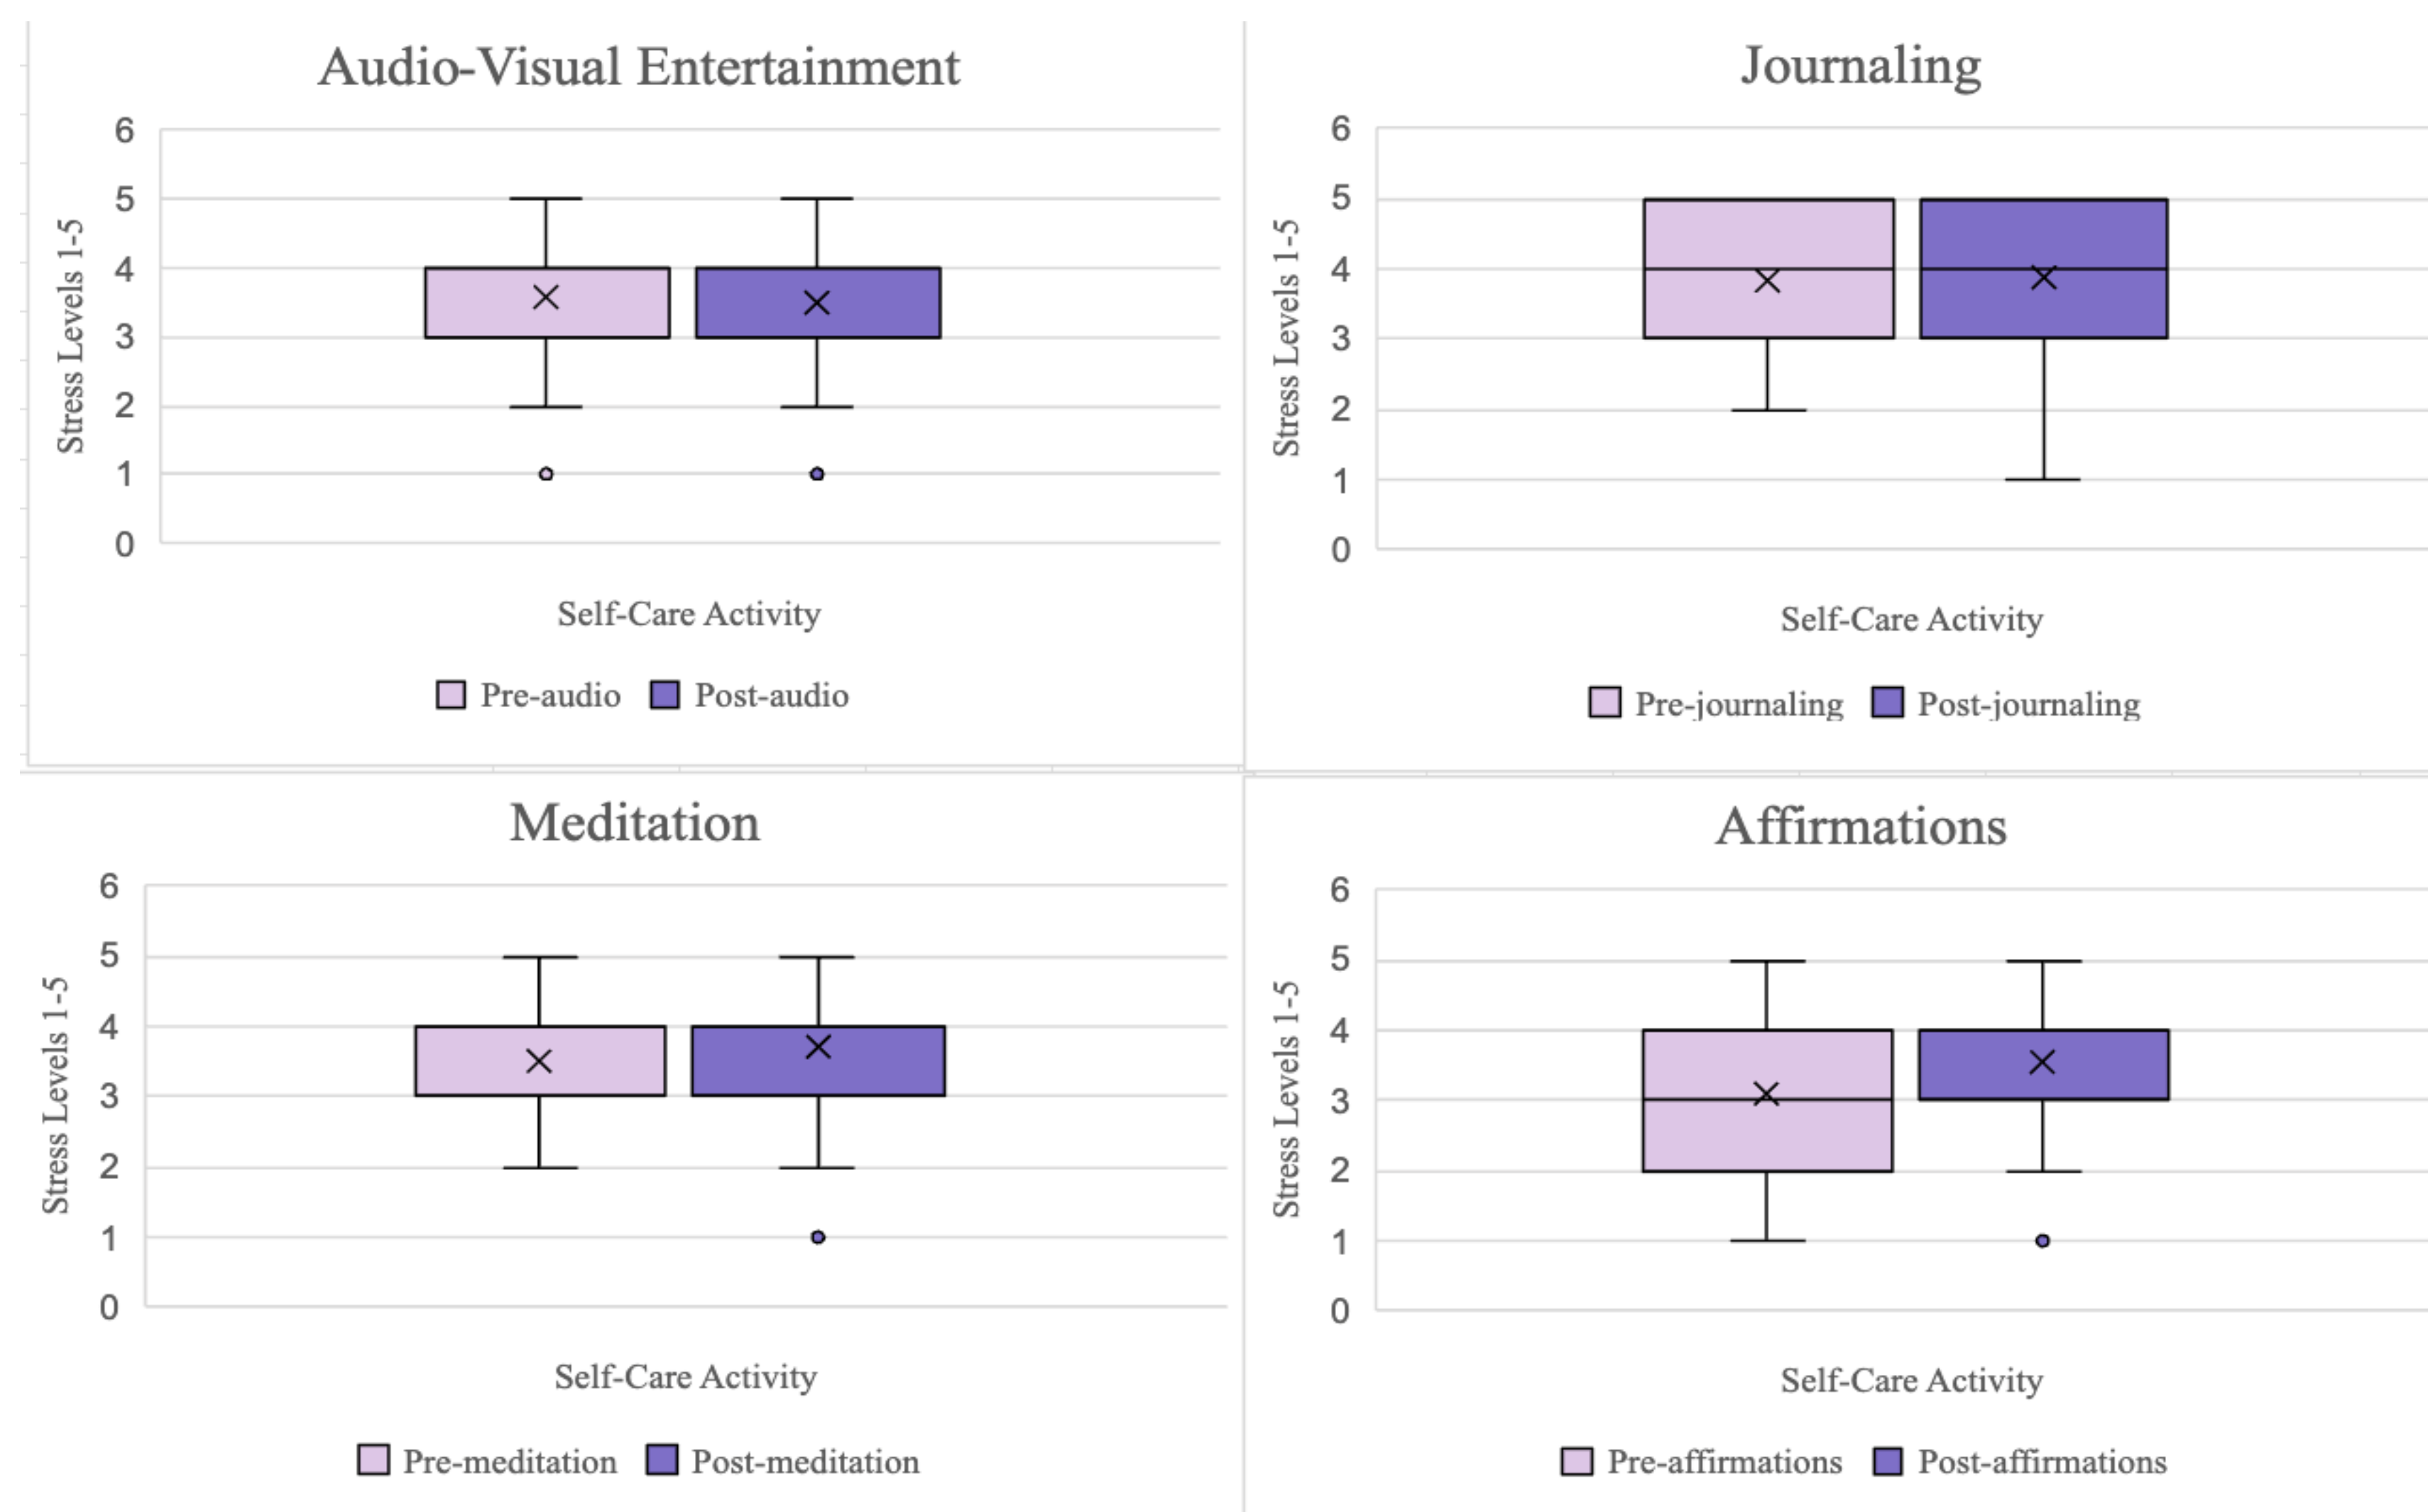 Audio-Visual Entertainment
Stress Levels 1-5
6
5
4
3
2
1
0
Self-Care Activity
Pre-audio Post-audio
Journaling
Stress Levels 1-5
6
5
4
3
2
1
0
Self-Care Activity
Pre-journaling Post-journaling
Meditation
Stress Levels 1-5
6
5
4
3
2
1
0
Self-Care Activity
Pre-meditation Post-meditation
Affirmations
Stress Levels 1-5
6
5
4
3
2
1
0
Self-Care Activity
Pre-affirmations Post-affirmations